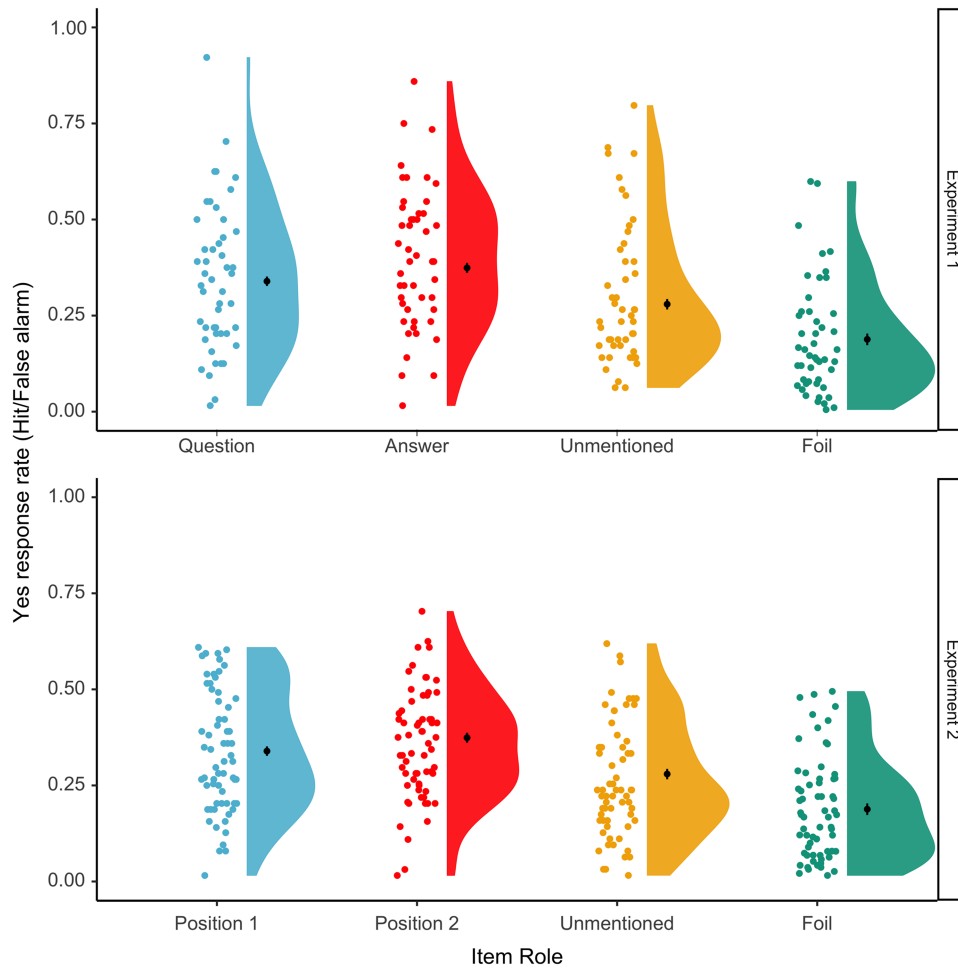 1.00
0.75
0.50
0.25
0.00
Question Answer Unmentioned Foil
Experiment 1
Yes response rate (Hit/False alarm)
1.00
0.75
0.50
0.25
0.00
Position 1 Position 2 Unmentioned Foil
Experiment 2
Item Role